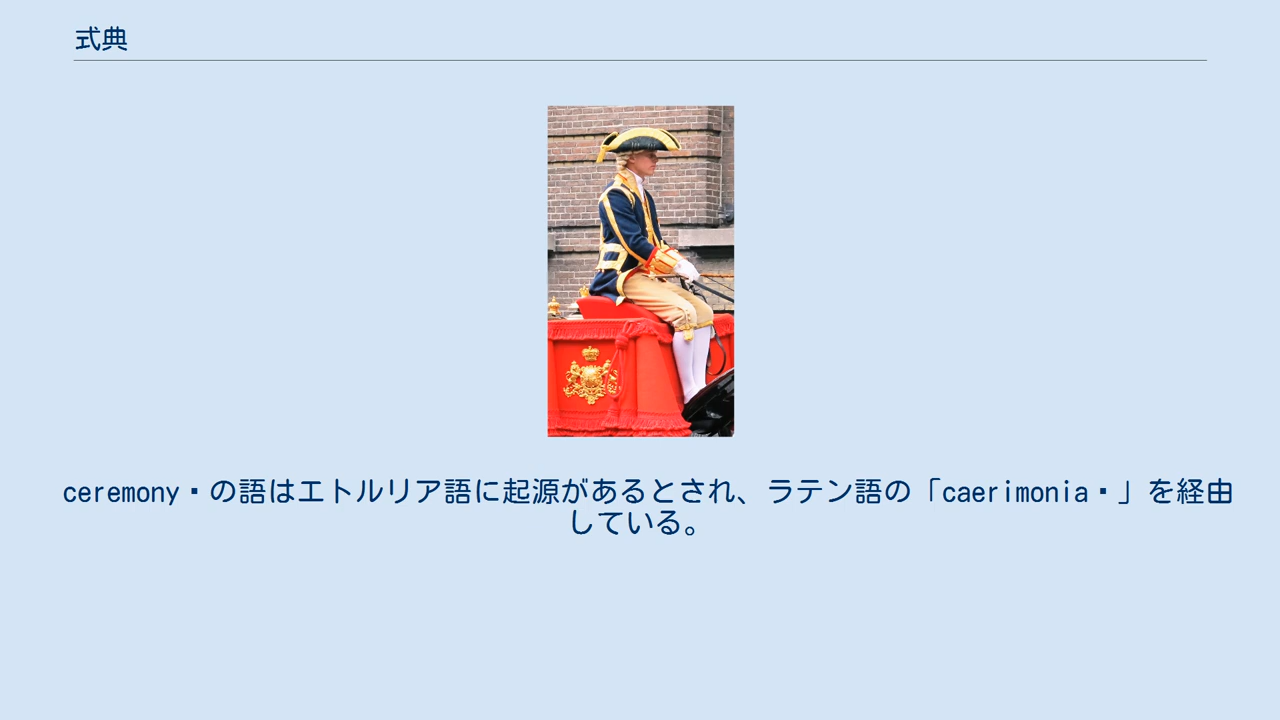 式典
ceremony▪の語はエトルリア語に起源があるとされ、ラテン語の「caerimonia▪」を経由
している。